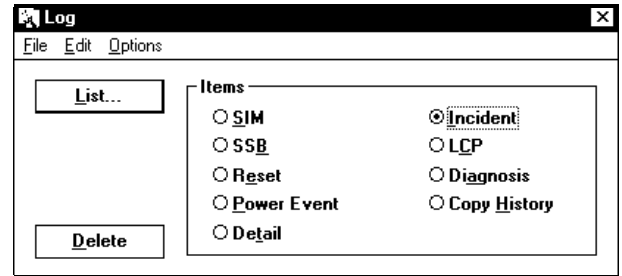 Log
File Edit Options
List...
Items
SIM
Incident
SSB
LCP
Reset
Diagnosis
Power Event
Copy History
Detail
Delete